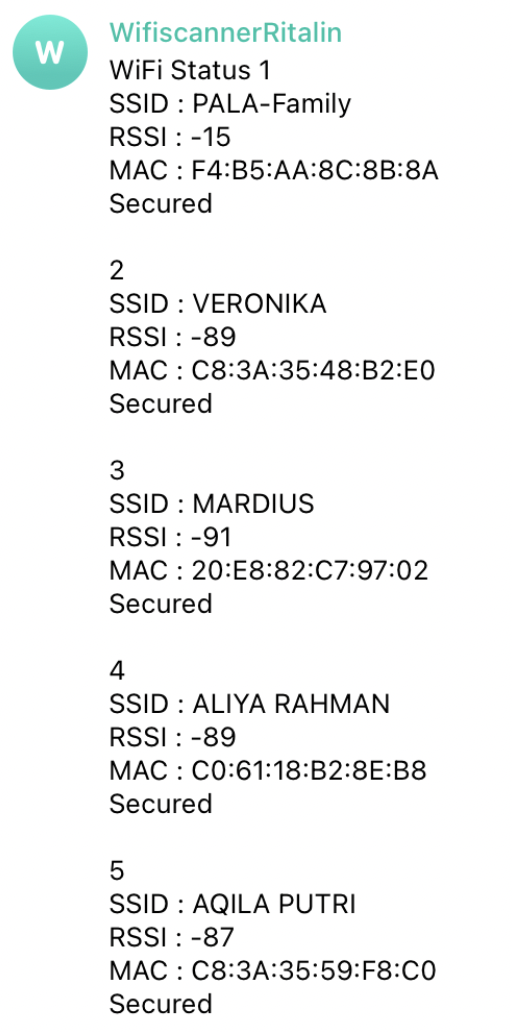 W
WifiscannerRitalin
WiFi Status 1
SSID : PALA-Family
RSSI : -15
MAC : F4:B5:AA:8C:8B:8A
Secured
2
SSID : VERONIKA
RSSI : -89
MAC : C8:3A:35:48:B2:E0
Secured
3
SSID : MARDIUS
RSSI : -91
MAC : 20:E8:82:C7:97:02
Secured
4
SSID : ALIYA RAHMAN
RSSI : -89
MAC : C0:61:18:B2:8E:B8
Secured
5
SSID : AQILA PUTRI
RSSI : -87
MAC : C8:3A:35:59:F8:C0
Secured